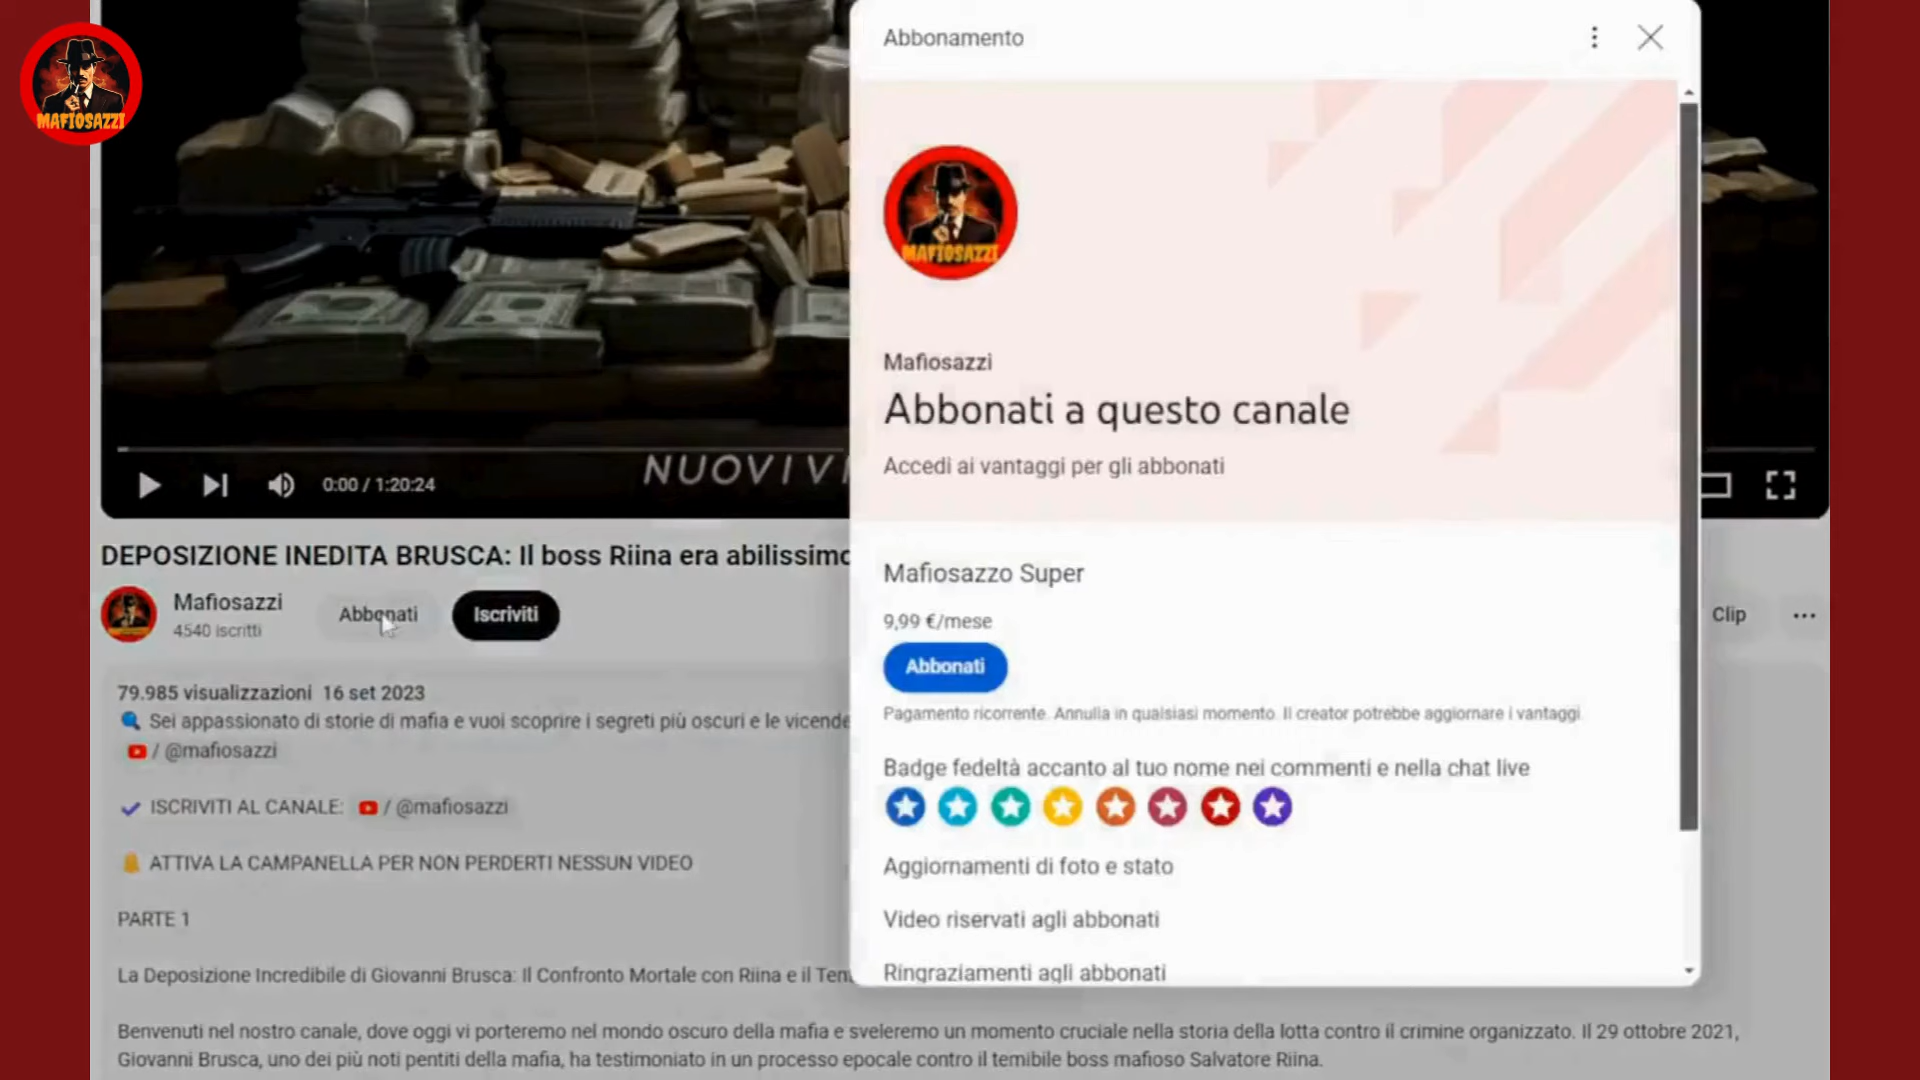 MAFIOSAZZI
Abbonamento
MAFIOSAZZI
Mafiosazzi
Abbonati a questo canale
Accedi ai vantaggi per gli abbonati
0:00 / 1:20:24
NUOVI VI
DEPOSIZIONE INEDITA BRUSCA: Il boss Riina era abilissimo
Mafiosazzi
4540 iscritti
Abbonati
Iscriviti
Clip
Mafiosazzo Super
9,99 €/mese
Abbonati
Pagamento ricorrente. Annulla in qualsiasi momento. Il creator potrebbe aggiornare i vantaggi
Badge fedeltà accanto al tuo nome nei commenti e nella chat live
Aggiornamenti di foto e stato
Video riservati agli abbonati
Ringraziamenti agli abbonati
79.985 visualizzazioni 16 set 2023
Sei appassionato di storie di mafia e vuoi scoprire i segreti più oscuri e le vicende
/ @mafiosazzi
ISCRIVITI AL CANALE: / @mafiosazzi
ATTIVA LA CAMPANELLA PER NON PERDERTI NESSUN VIDEO
PARTE 1
La Deposizione Incredibile di Giovanni Brusca: Il Confronto Mortale con Riina e il
Benvenuti nel nostro canale, dove oggi vi porteremo nel mondo oscuro della mafia e sveleremo un momento cruciale nella storia della lotta contro il crimine organizzato. Il 29 ottobre 2021,
Giovanni Brusca, uno dei più noti pentiti della mafia, ha testimoniato in un processo epocale contro il temibile boss mafioso Salvatore Riina.